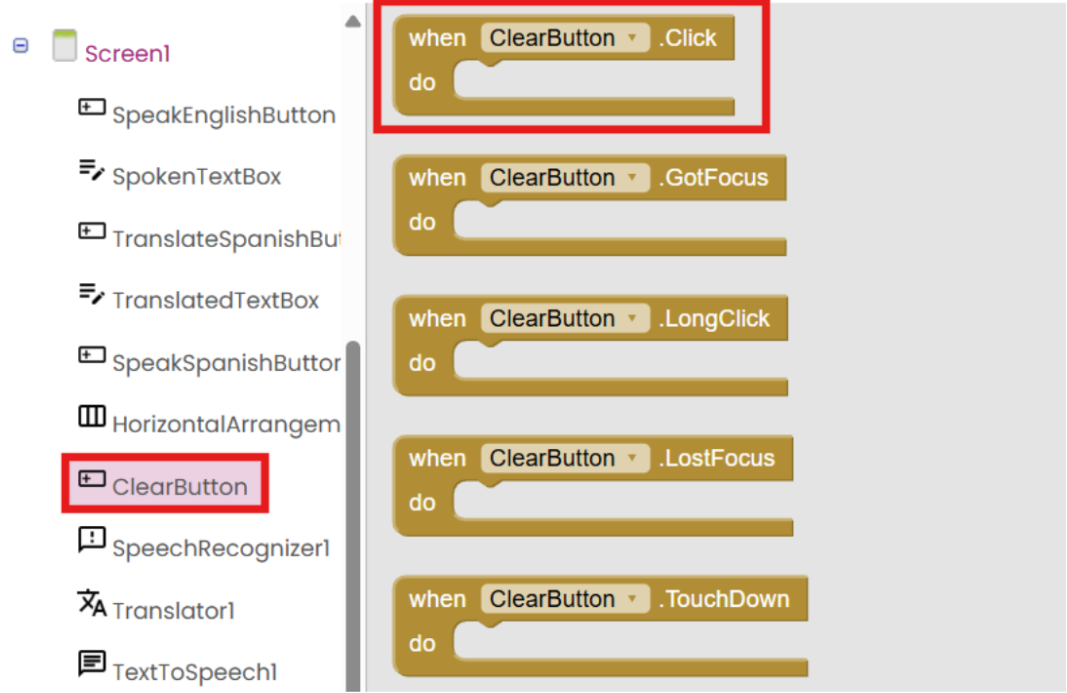 Screen1
SpeakEnglishButton
SpokenTextBox
TranslateSpanishBut
TranslatedTextBox
SpeakSpanishButton
HorizontalArrangem
ClearButton
SpeechRecognizer1
Translator1
TextToSpeech1
when ClearButton .Click
do
when ClearButton .GotFocus
do
when ClearButton .LongClick
do
when ClearButton .LostFocus
do
when ClearButton .TouchDown
do